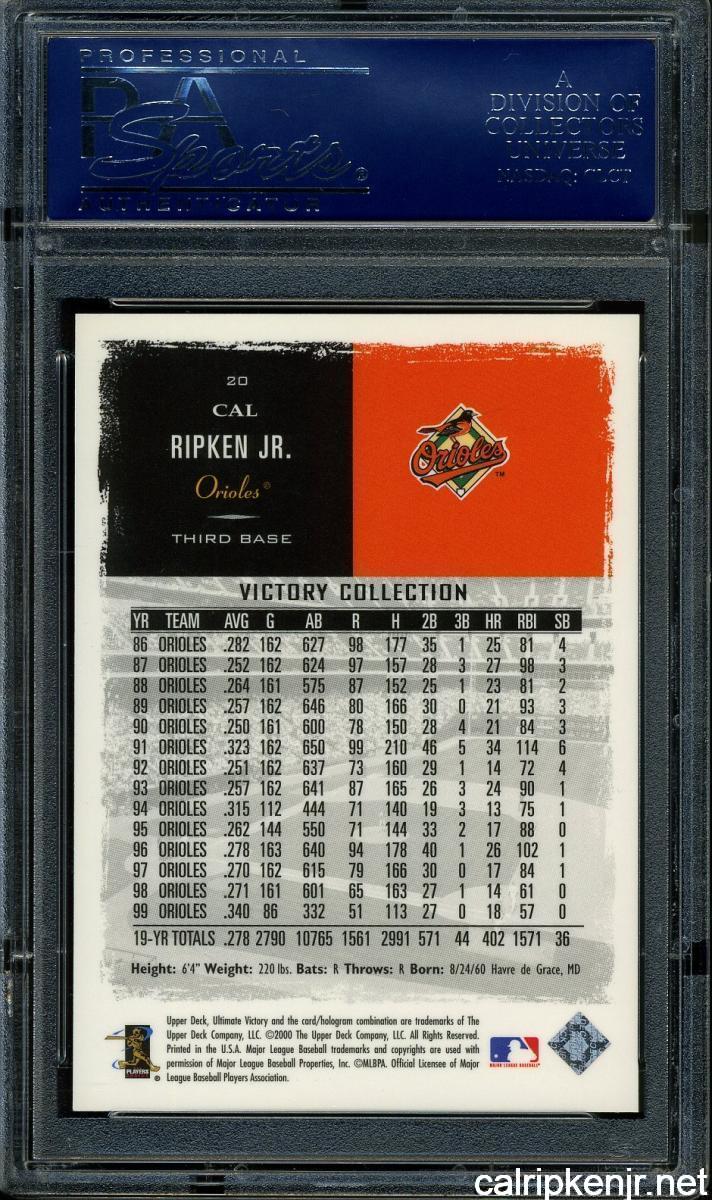 PROFESSIONAL
PSA
Sports®
AUTHENTICATOR
A
DIVISION OF
COLLECTORS
UNIVERSE
NASDAQ: CLCT
20
CAL
RIPKEN JR.
Orioles®
THIRD BASE
Orioles™
VICTORY COLLECTION
YR TEAM AVG G AB R H 2B 3B HR RBI SB
86 ORIOLES .282 162 627 98 177 35 1 25 81 4
87 ORIOLES .252 162 624 97 157 28 3 27 98 3
88 ORIOLES .264 161 575 87 152 25 1 23 81 2
89 ORIOLES .257 162 646 80 166 30 0 21 93 3
90 ORIOLES .250 161 600 78 150 28 4 21 84 3
91 ORIOLES .323 162 650 99 210 46 5 34 114 6
92 ORIOLES .251 162 637 73 160 29 1 14 72 4
93 ORIOLES .257 162 641 87 165 26 3 24 90 1
94 ORIOLES .315 112 444 71 140 19 3 13 75 1
95 ORIOLES .262 144 550 71 144 33 2 17 88 0
96 ORIOLES .278 163 640 94 178 40 1 26 102 1
97 ORIOLES .270 162 615 79 166 30 0 17 84 1
98 ORIOLES .271 161 601 65 163 27 1 14 61 0
99 ORIOLES .340 86 332 51 113 27 0 18 57 0
19-YR TOTALS .278 2790 10765 1561 2991 571 44 402 1571 36
Height: 6'4" Weight: 220 lbs. Bats: R Throws: R Born: 8/24/60 Havre de Grace, MD
Upper Deck, Ultimate Victory and the card/hologram combination are trademarks of The
Upper Deck Company, LLC. ©2000 The Upper Deck Company, LLC. All Rights Reserved.
Printed in the U.S.A. Major League Baseball trademarks and copyrights are used with
permission of Major League Baseball Properties, Inc. ©MLBPA. Official Licensee of Major
League Baseball Players Association.
PLAYERS
MAJOR LEAGUE BASEBALL
calripkenjr.net